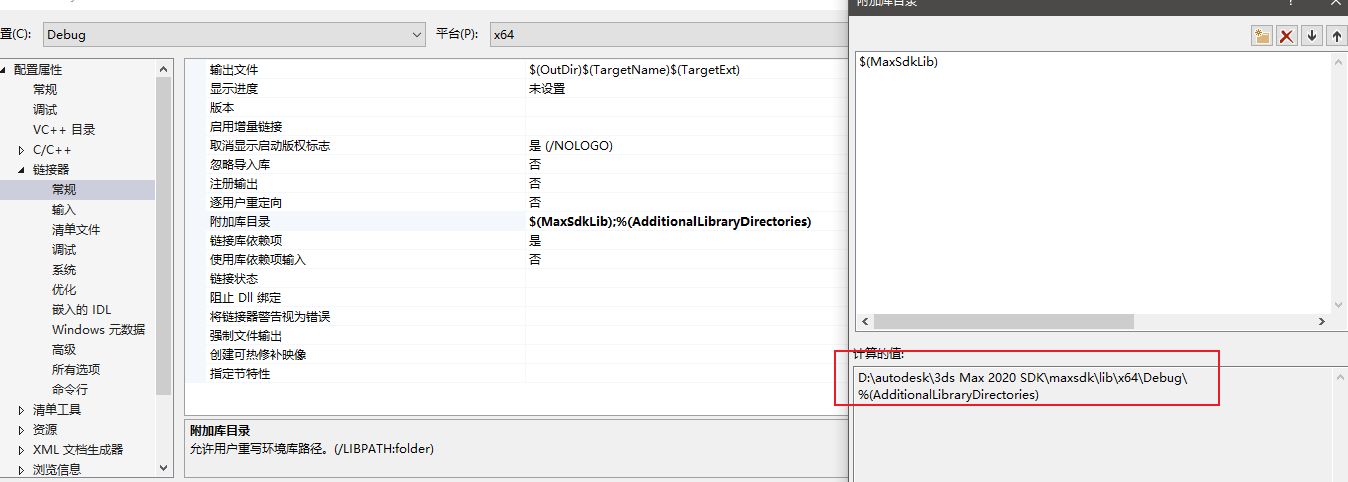 附加库目录
置(C):
Debug
平台(P):
x64
配置属性
常规
调试
VC++ 目录
C/C++
链接器
常规
输入
清单文件
调试
系统
优化
嵌入的 IDL
Windows 元数据
高级
所有选项
命令行
清单工具
资源
XML 文档生成器
浏览信息
输出文件 $(OutDir)$(TargetName)$(TargetExt)
显示进度 未设置
版本
启用增量链接
取消显示启动版权标志 是 (/NOLOGO)
忽略导入库 否
注册输出 否
逐用户重定向 否
附加库目录 $(MaxSdkLib);%(AdditionalLibraryDirectories)
链接库依赖项 是
使用库依赖项输入 否
链接状态
阻止 Dll 绑定
将链接器警告视为错误
强制文件输出
创建可热修补映像
指定节特性
附加库目录
允许用户重写环境库路径。(/LIBPATH:folder)
$(MaxSdkLib)
计算的值:
D:\autodesk\3ds Max 2020 SDK\maxsdk\lib\x64\Debug\
%(AdditionalLibraryDirectories)